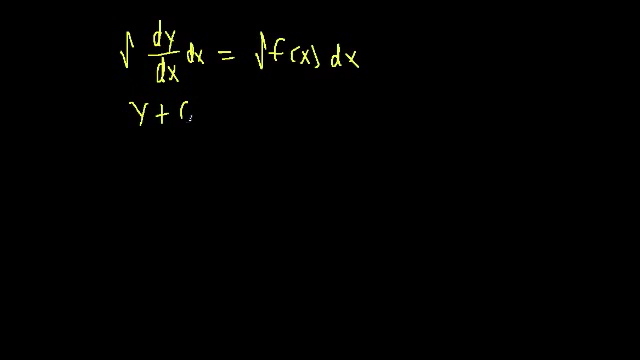 ∫ dy/dx dx = ∫ f(x) dx
y + C